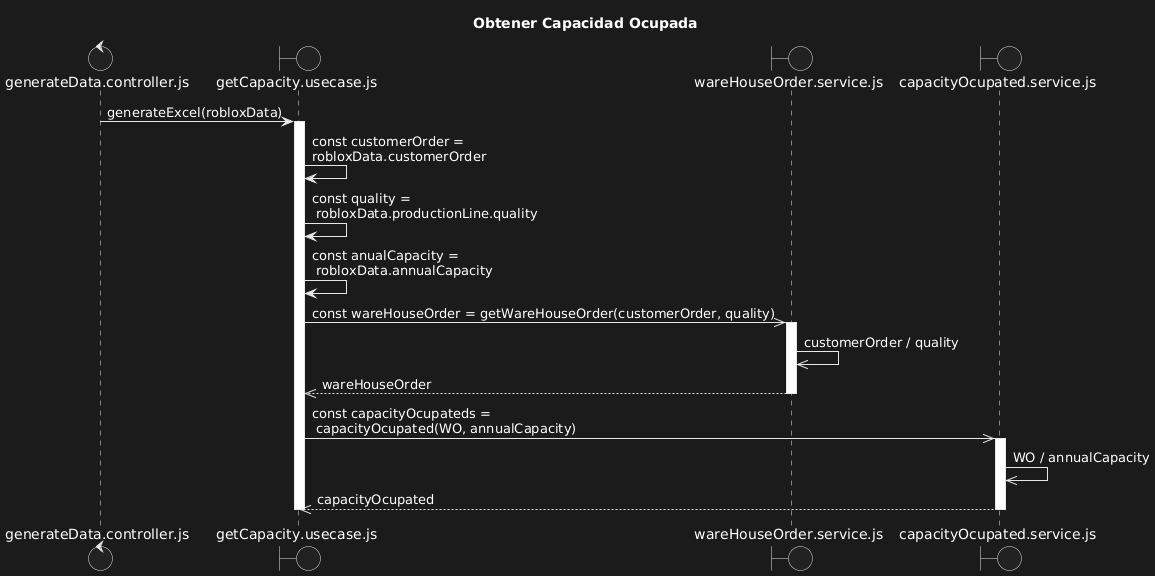 Obtener Capacidad Ocupada
generateData.controller.js
getCapacity.usecase.js
wareHouseOrder.service.js
capacityOcupated.service.js
generateExcel(robloxData)
const customerOrder =
robloxData.customerOrder
const quality =
robloxData.productionLine.quality
const anualCapacity =
robloxData.annualCapacity
const wareHouseOrder = getWareHouseOrder(customerOrder, quality)
customerOrder / quality
wareHouseOrder
const capacityOcupateds =
capacityOcupated(WO, annualCapacity)
WO / annualCapacity
capacityOcupated
generateData.controller.js
getCapacity.usecase.js
wareHouseOrder.service.js
capacityOcupated.service.js